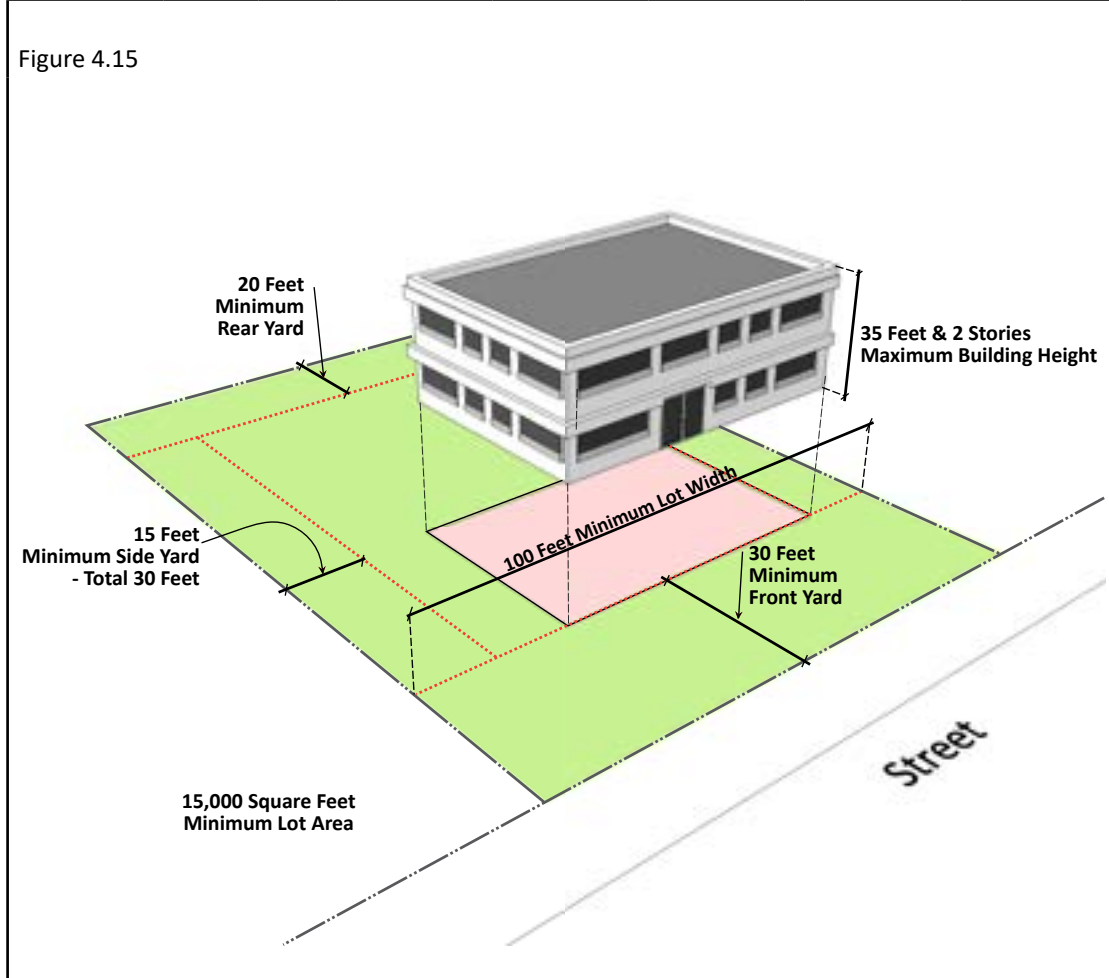 Figure 4.15
20 Feet
Minimum
Rear Yard
35 Feet & 2 Stories
Maximum Building Height
100 Feet Minimum Lot Width
15 Feet
Minimum Side Yard
- Total 30 Feet
30 Feet
Minimum
Front Yard
Street
15,000 Square Feet
Minimum Lot Area